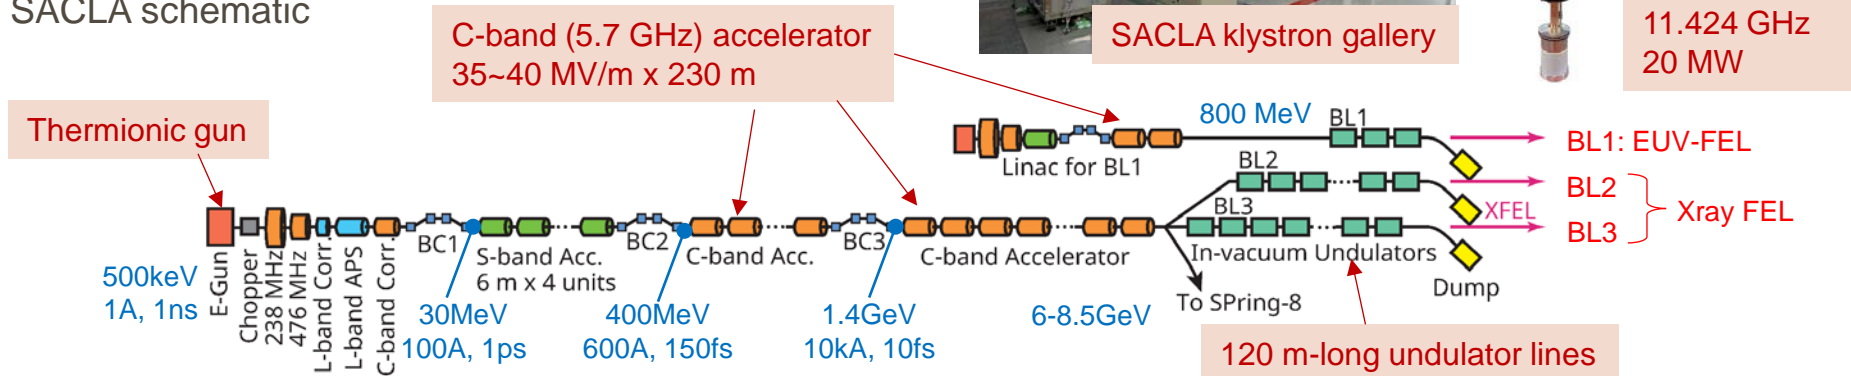 SACLA schematic
C-band (5.7 GHz) accelerator
35~40 MV/m x 230 m
SACLA klystron gallery
11.424 GHz
20 MW
Thermionic gun
800 MeV
BL1
Linac for BL1
BL1: EUV-FEL
BL2
BL2
XFEL
BL3
BL3
Xray FEL
500keV
1A, 1ns
E-Gun
Chopper
238 MHz
476 MHz
L-band Corr.
L-band APS
C-band Corr.
BC1
S-band Acc.
6 m x 4 units
BC2
C-band Acc.
BC3
C-band Accelerator
In-vacuum Undulators
Dump
To SPring-8
30MeV
100A, 1ps
400MeV
600A, 150fs
1.4GeV
10kA, 10fs
6-8.5GeV
120 m-long undulator lines